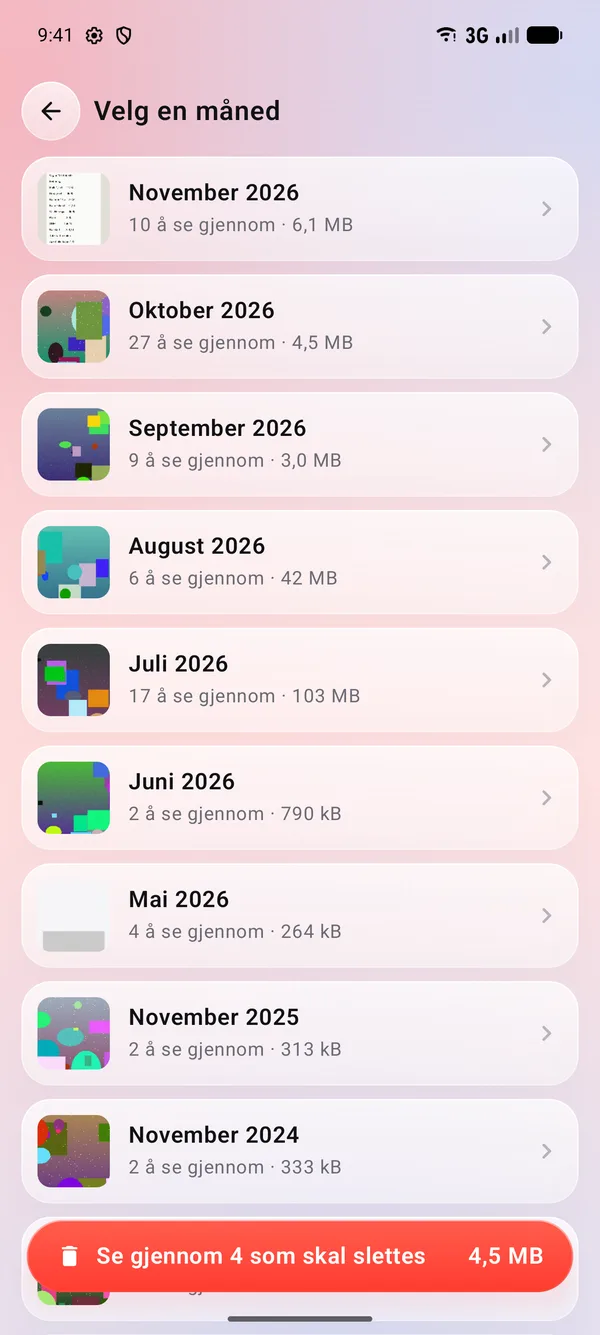 9:41
3G
Velg en måned
November 2026
10 å se gjennom · 6,1 MB
Oktober 2026
27 å se gjennom · 4,5 MB
September 2026
9 å se gjennom · 3,0 MB
August 2026
6 å se gjennom · 42 MB
Juli 2026
17 å se gjennom · 103 MB
Juni 2026
2 å se gjennom · 790 kB
Mai 2026
4 å se gjennom · 264 kB
November 2025
2 å se gjennom · 313 kB
November 2024
2 å se gjennom · 333 kB
Se gjennom 4 som skal slettes 4,5 MB